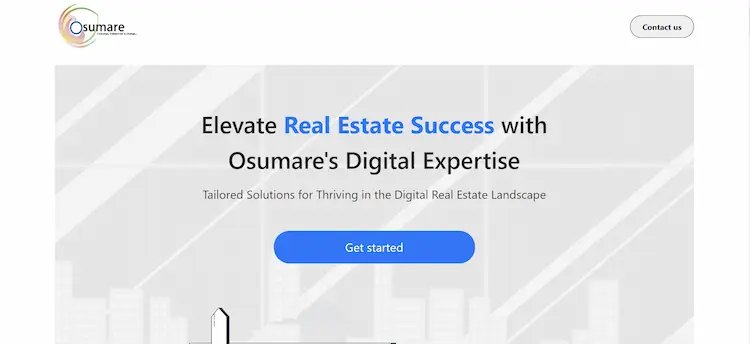 Osumare
Contact us
Elevate Real Estate Success with
Osumare's Digital Expertise
Tailored Solutions for Thriving in the Digital Real Estate Landscape
Get started